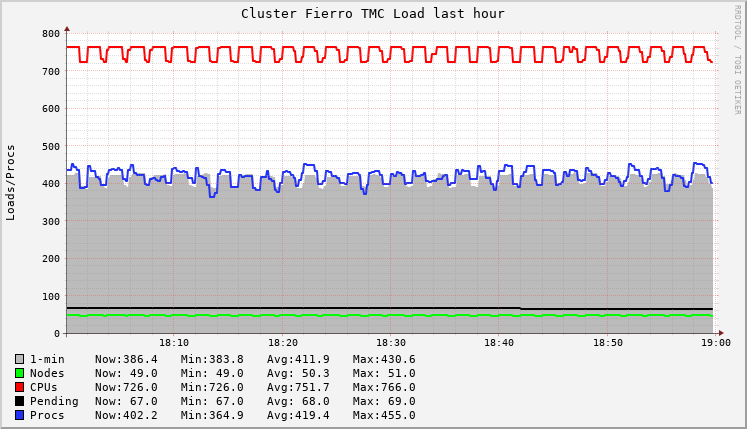 Cluster Fierro TMC Load last hour
RRDTOOL / TOBI OETIKER
Loads/Procs
800
700
600
500
400
300
200
100
0
18:10 18:20 18:30 18:40 18:50 19:00
1-min Now:386.4 Min:383.8 Avg:411.9 Max:430.6
Nodes Now: 49.0 Min: 49.0 Avg: 50.3 Max: 51.0
CPUs Now:726.0 Min:726.0 Avg:751.7 Max:766.0
Pending Now: 67.0 Min: 67.0 Avg: 68.0 Max: 69.0
Procs Now:402.2 Min:364.9 Avg:419.4 Max:455.0